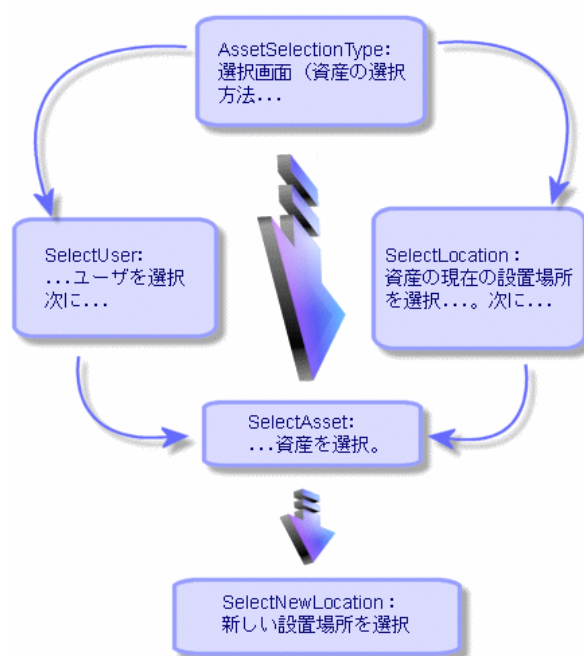 AssetSelectionType:
選択画面（資産の選択
方法...
SelectUser:
...ユーザを選択
次に...
SelectLocation：
資産の現在の設置場所
を選択...。次に...
SelectAsset:
...資産を選択。
SelectNewLocation：
新しい設置場所を選択